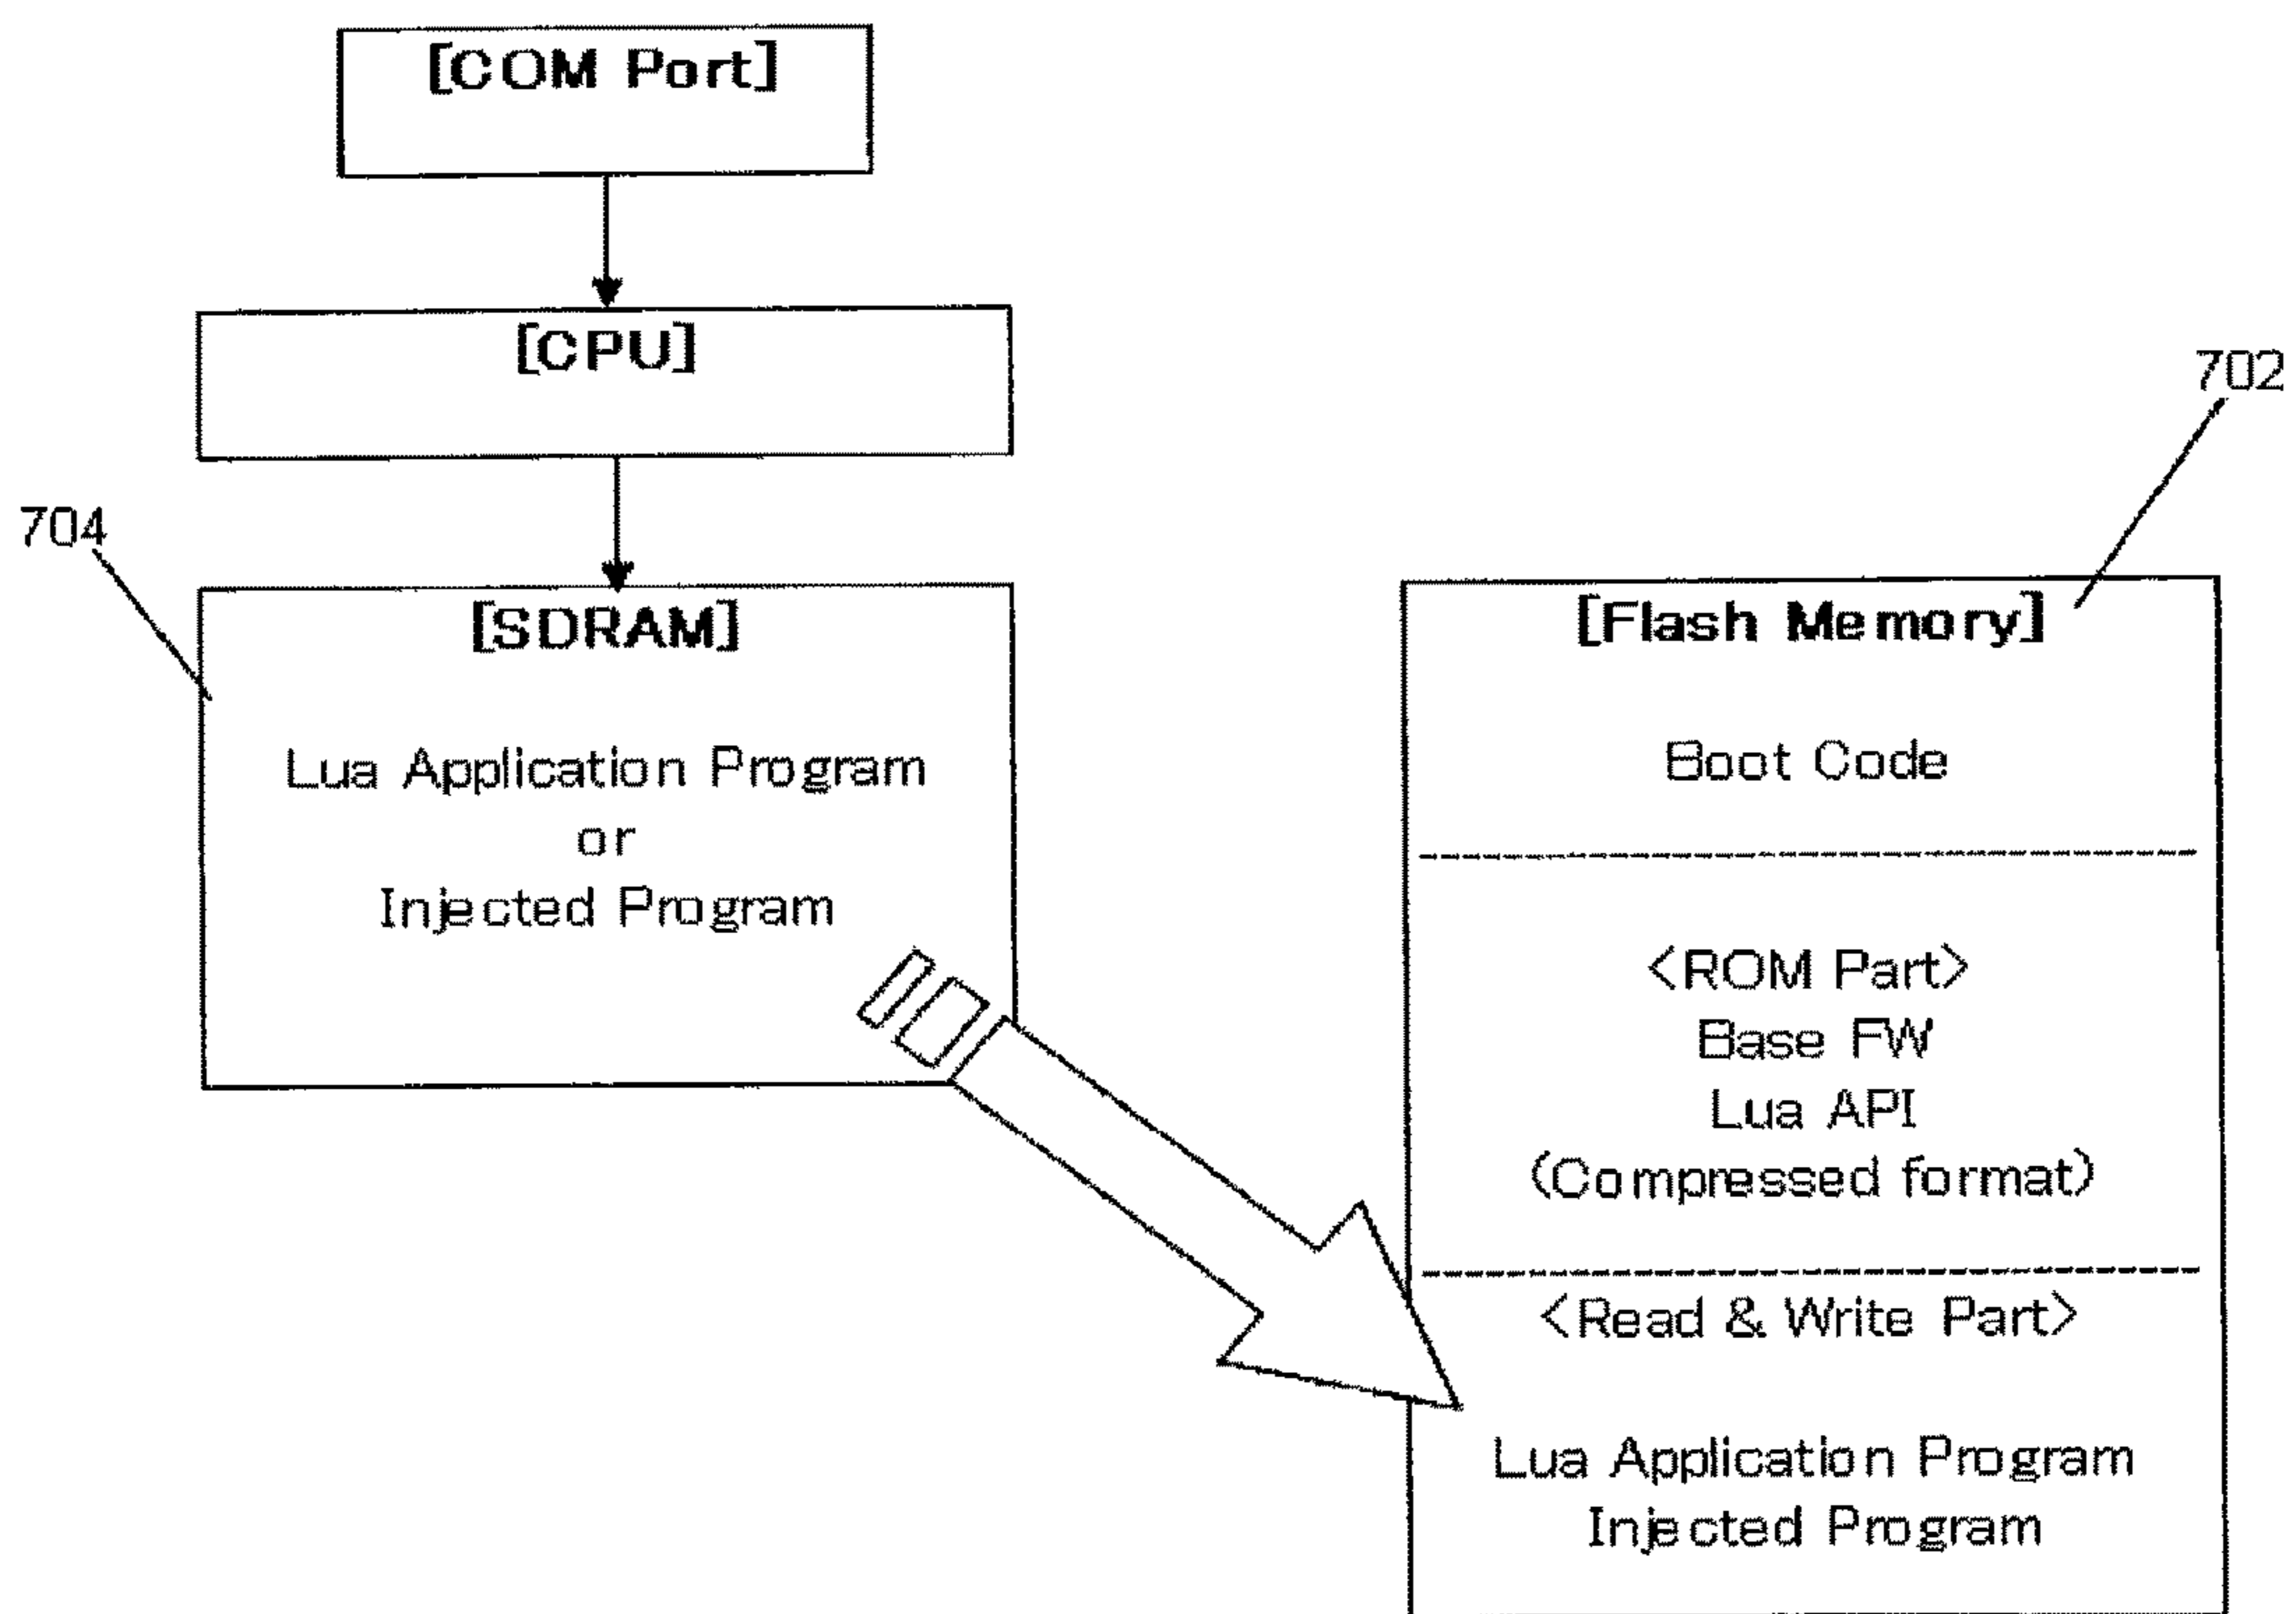 [COM Port]
[CPU]
702
704
[SDRAM]
Lua Application Program
or
Injected Program
[Flash Memory]
Boot Code
<ROM Part>
Base FW
Lua API
(Compressed format)
<Read & Write Part>
Lua Application Program
Injected Program